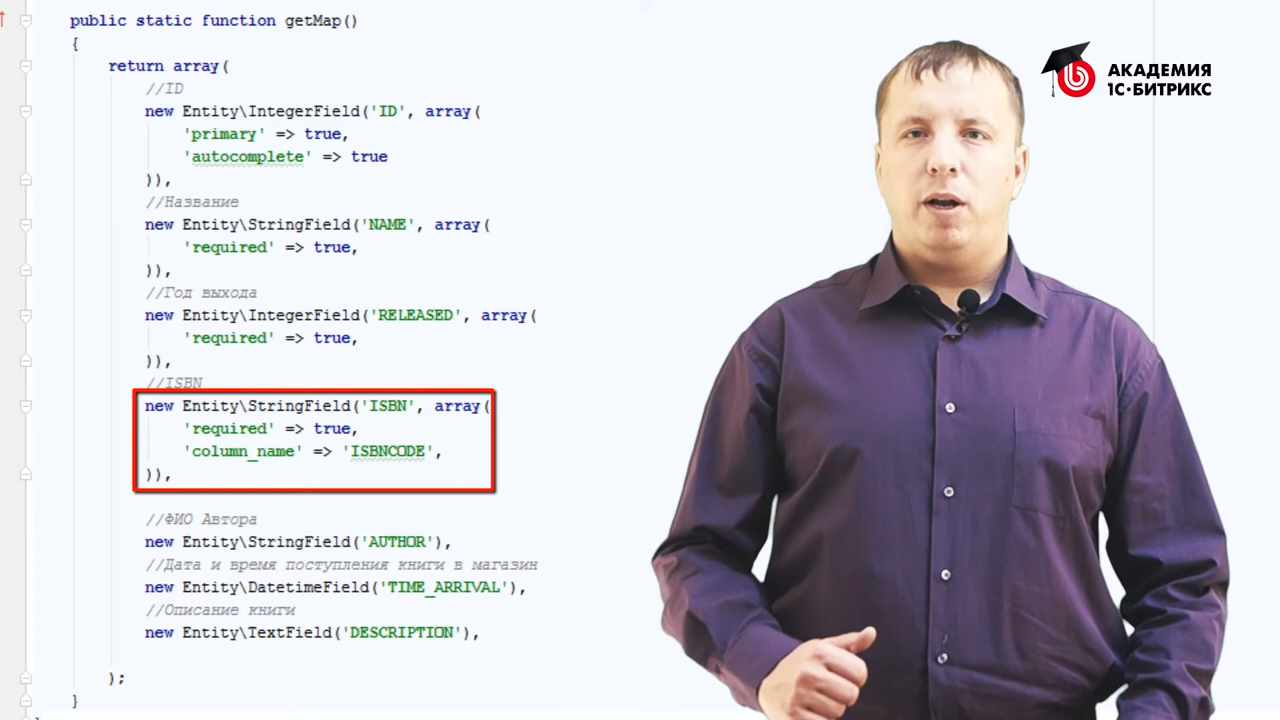 public static function getMap()
{
return array(
//ID
new Entity\IntegerField('ID', array(
'primary' => true,
'autocomplete' => true
)),
//Название
new Entity\StringField('NAME', array(
'required' => true,
)),
//Год выхода
new Entity\IntegerField('RELEASED', array(
'required' => true,
)),
//ISBN
new Entity\StringField('ISBN', array(
'required' => true,
'column_name' => 'ISBNCODE',
)),
//ФИО Автора
new Entity\StringField('AUTHOR'),
//Дата и время поступления книги в магазин
new Entity\DatetimeField('TIME_ARRIVAL'),
//Описание книги
new Entity\TextField('DESCRIPTION'),
);
}
АКАДЕМИЯ
1С·БИТРИКС